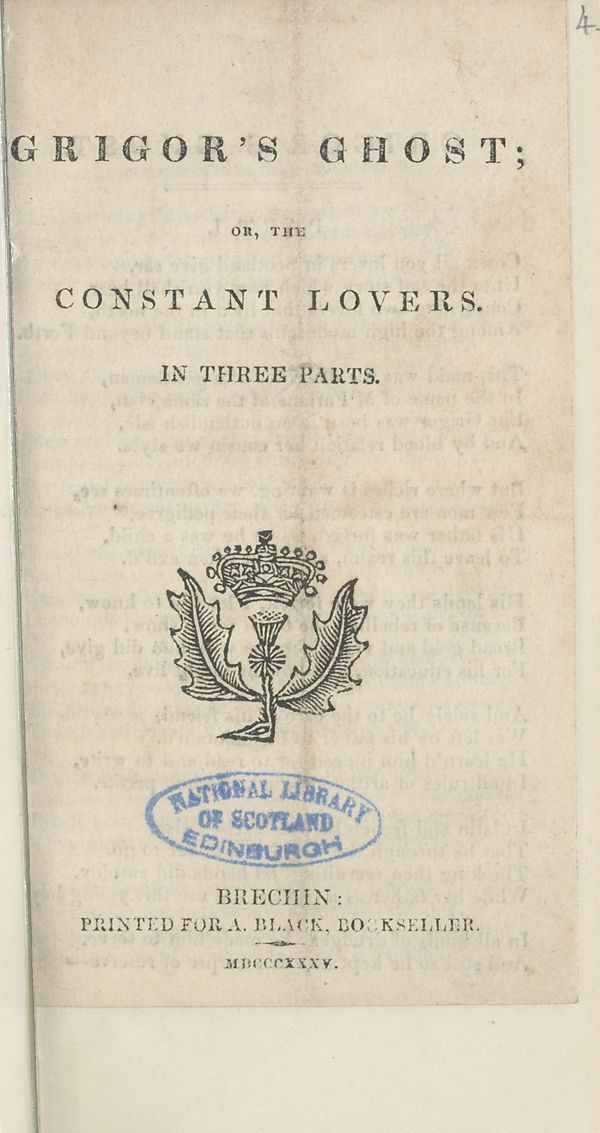 4.
GRIGOR'S GHOST;
OR, THE
CONSTANT LOVERS.
IN THREE PARTS.
NATIONAL LIBRARY
OF SCOTLAND
EDINBURGH
BRECHIN:
PRINTED FOR A. BLACK, BOOKSELLER.
MDCCCXXXV.